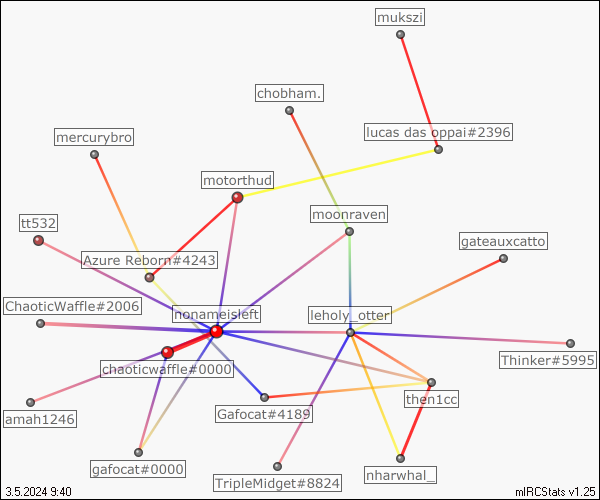 mukszi
chobham.
lucas das oppai#2396
mercurybro
motorthud
moonraven
tt532
gateauxcatto
Azure Reborn#4243
ChaoticWaffle#2006
nonameisleft
leholy_otter
Thinker#5995
chaoticwaffle#0000
then1cc
Gafocat#4189
amah1246
gafocat#0000
nharwhal_
TripleMidget#8824
3.5.2024 9:40
mIRCStats v1.25